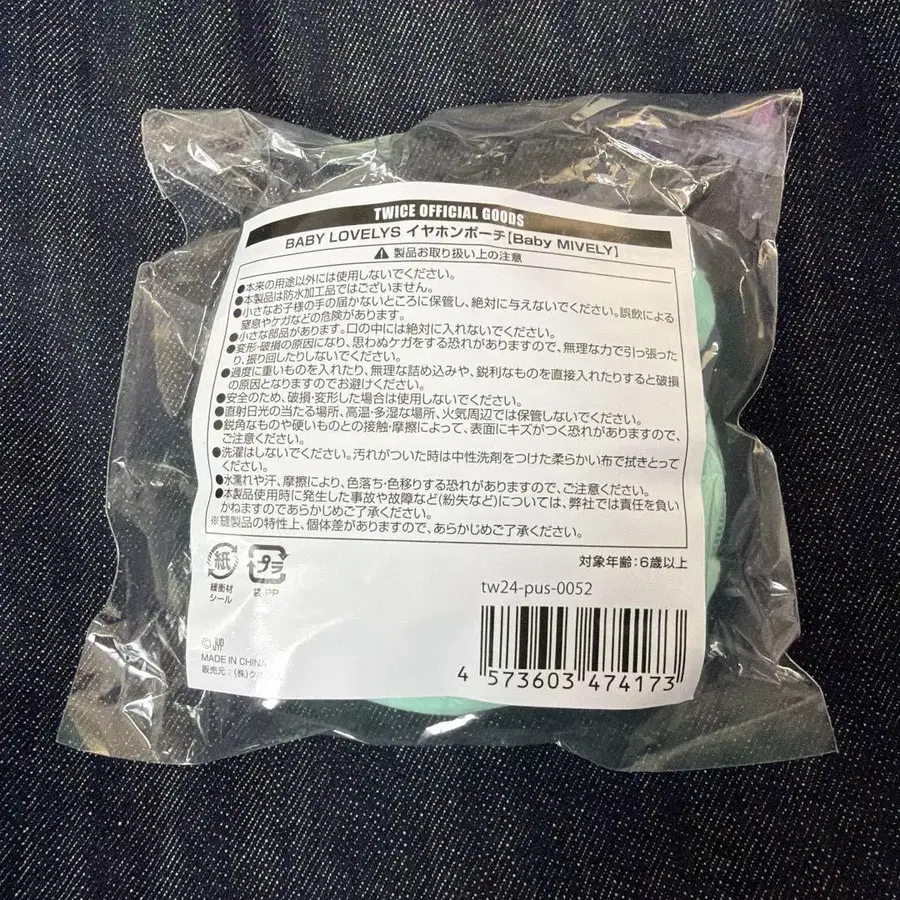 TWICE OFFICIAL GOODS
BABY LOVELYS イヤホンポーチ【Baby MIVELY】
製品お取り扱い上の注意
●本来の用途以外には使用しないでください。
●本製品は防水加工品ではございません。
●小さなお子様の手の届かないところに保管し、絶対に与えないでください。誤飲による
窒息やケガなどの危険があります。
●小さな部品があります。口の中には絶対に入れないでください。
●変形・破損の原因になり、思わぬケガをする恐れがありますので、無理な力で引っ張った
り、振り回したりしないでください。
●過度に重いものを入れたり、無理な詰め込みや、鋭利なものを直接入れたりすると破損
の原因となりますのでお避けください。
●安全のため、破損・変形した場合は使用しないでください。
●直射日光の当たる場所、高温・多湿な場所、火気周辺では保管しないでください。
●鋭角なものや硬いものとの接触・摩擦によって、表面にキズがつく恐れがありますので、
ご注意ください。
●洗濯はしないでください。汚れがついた時は中性洗剤をつけた柔らかい布で拭きとって
ください。
●水濡れや汗、摩擦により、色落ち・色移りする恐れがありますので、ご注意ください。
●本製品使用時に発生した事故や故障など(紛失など)については、弊社では責任を負い
かねますのであらかじめご了承ください。
※縫製品の特性上、個体差がありますので、あらかじめご了承ください。
対象年齢:6歳以上
紙 プラ
緩衝材 袋:PP
シール
tw24-pus-0052
© JYP
MADE IN CHINA
販売元:(株)
4 573603 474173